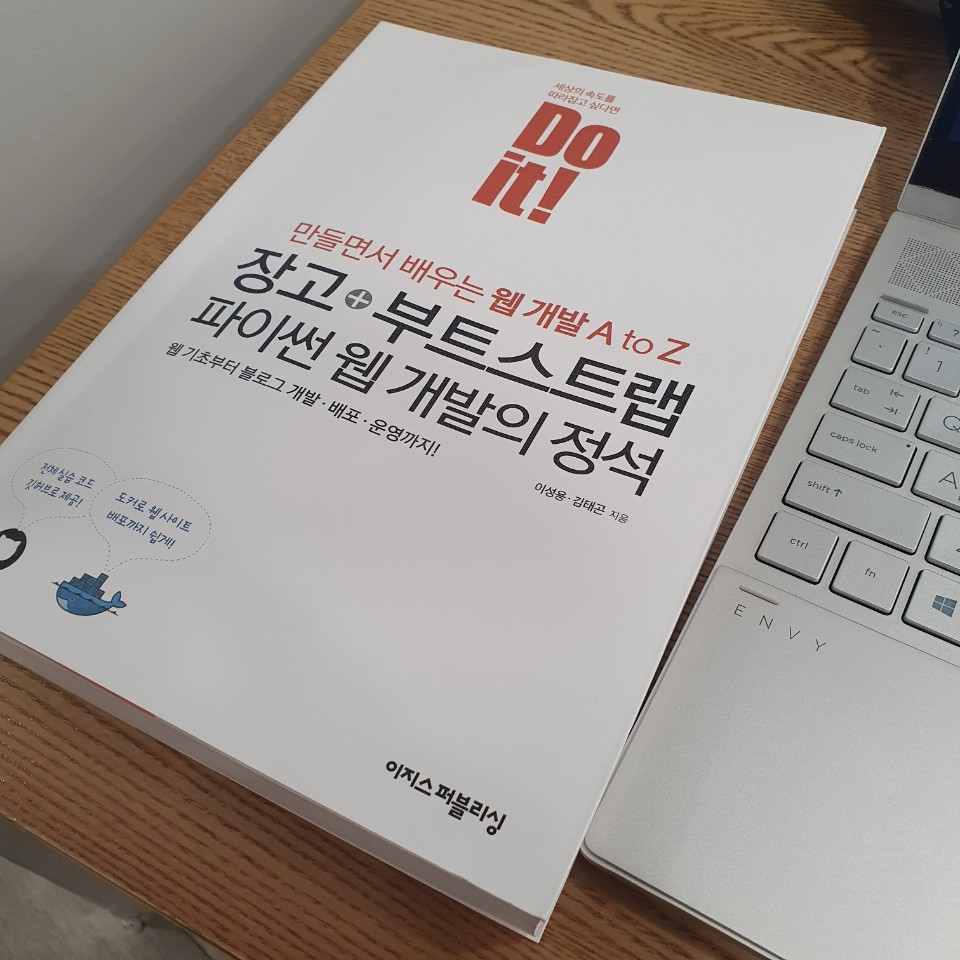 세상의 속도를
따라잡고 싶다면
Do
it!
만들면서 배우는 웹 개발 A to Z
장고 + 부트스트랩
파이썬 웹 개발의 정석
웹 기초부터 블로그 개발 · 배포 · 운영까지!
이성용 · 김태곤 지음
전체 실습 코드
깃허브로 제공!
도커로 웹 사이트
배포까지 쉽게!
이지스 퍼블리싱
esc
~ `
! 1
tab
Q
caps lock
A
shift ↑
ctrl
fn
ENVY